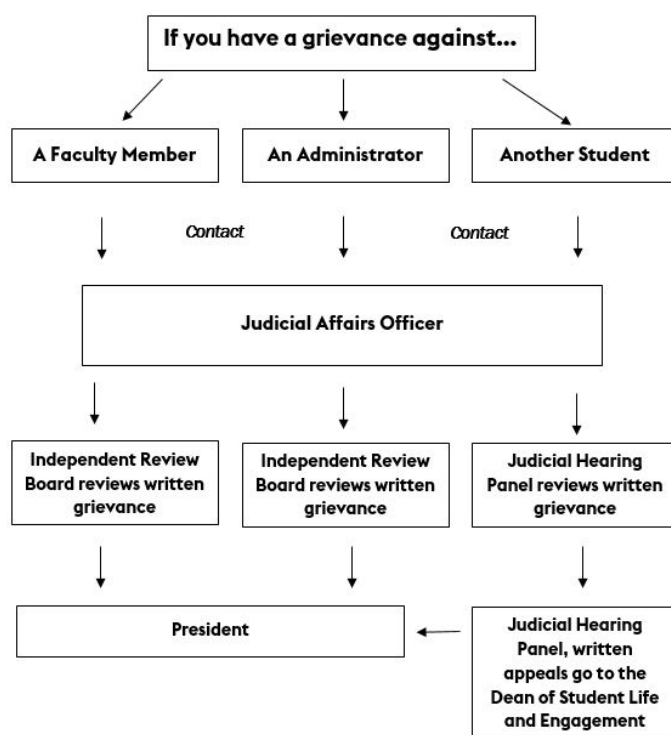 If you have a grievance against...
A Faculty Member
An Administrator
Another Student
Contact
Contact
Judicial Affairs Officer
Independent Review
Board reviews written
grievance
Independent Review
Board reviews written
grievance
Judicial Hearing
Panel reviews written
grievance
President
Judicial Hearing
Panel, written
appeals go to the
Dean of Student Life
and Engagement